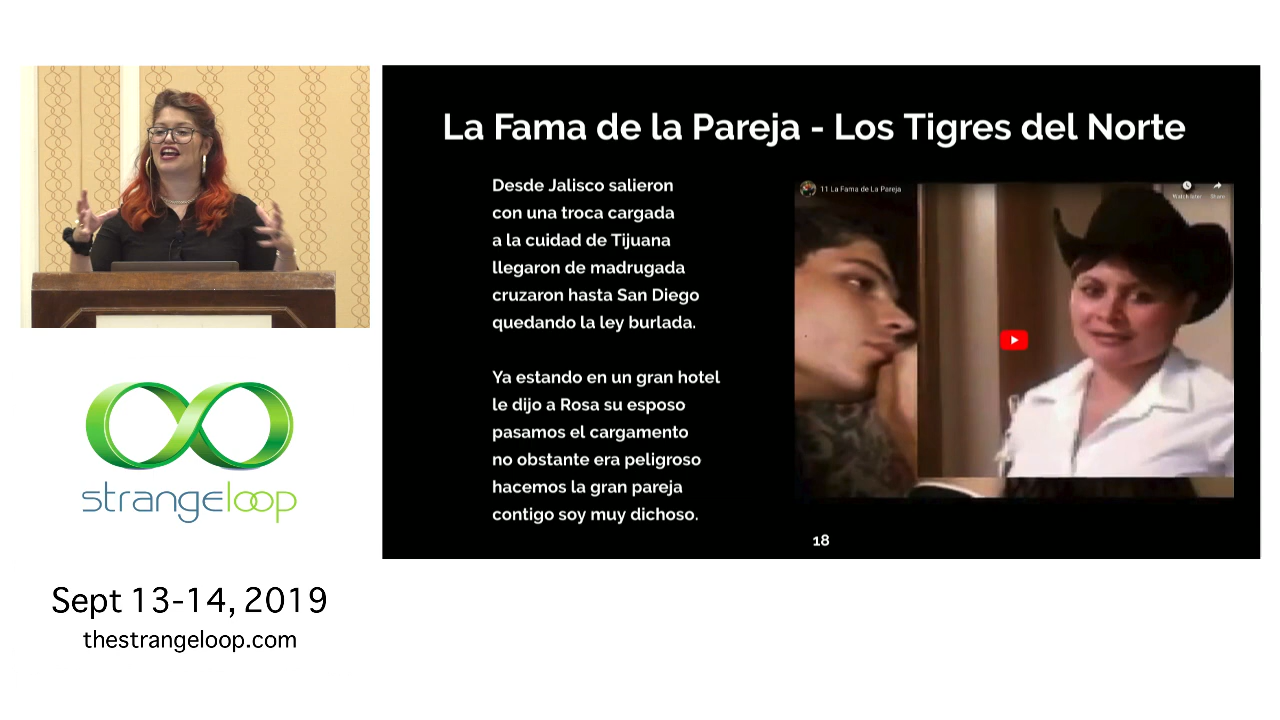 La Fama de la Pareja - Los Tigres del Norte
Desde Jalisco salieron
con una troca cargada
a la cuidad de Tijuana
llegaron de madrugada
cruzaron hasta San Diego
quedando la ley burlada.
Ya estando en un gran hotel
le dijo a Rosa su esposo
pasamos el cargamento
no obstante era peligroso
hacemos la gran pareja
contigo soy muy dichoso.
11 La Fama de La Pareja
Watch later
Share
18
strangeloop
Sept 13-14, 2019
thestrangeloop.com